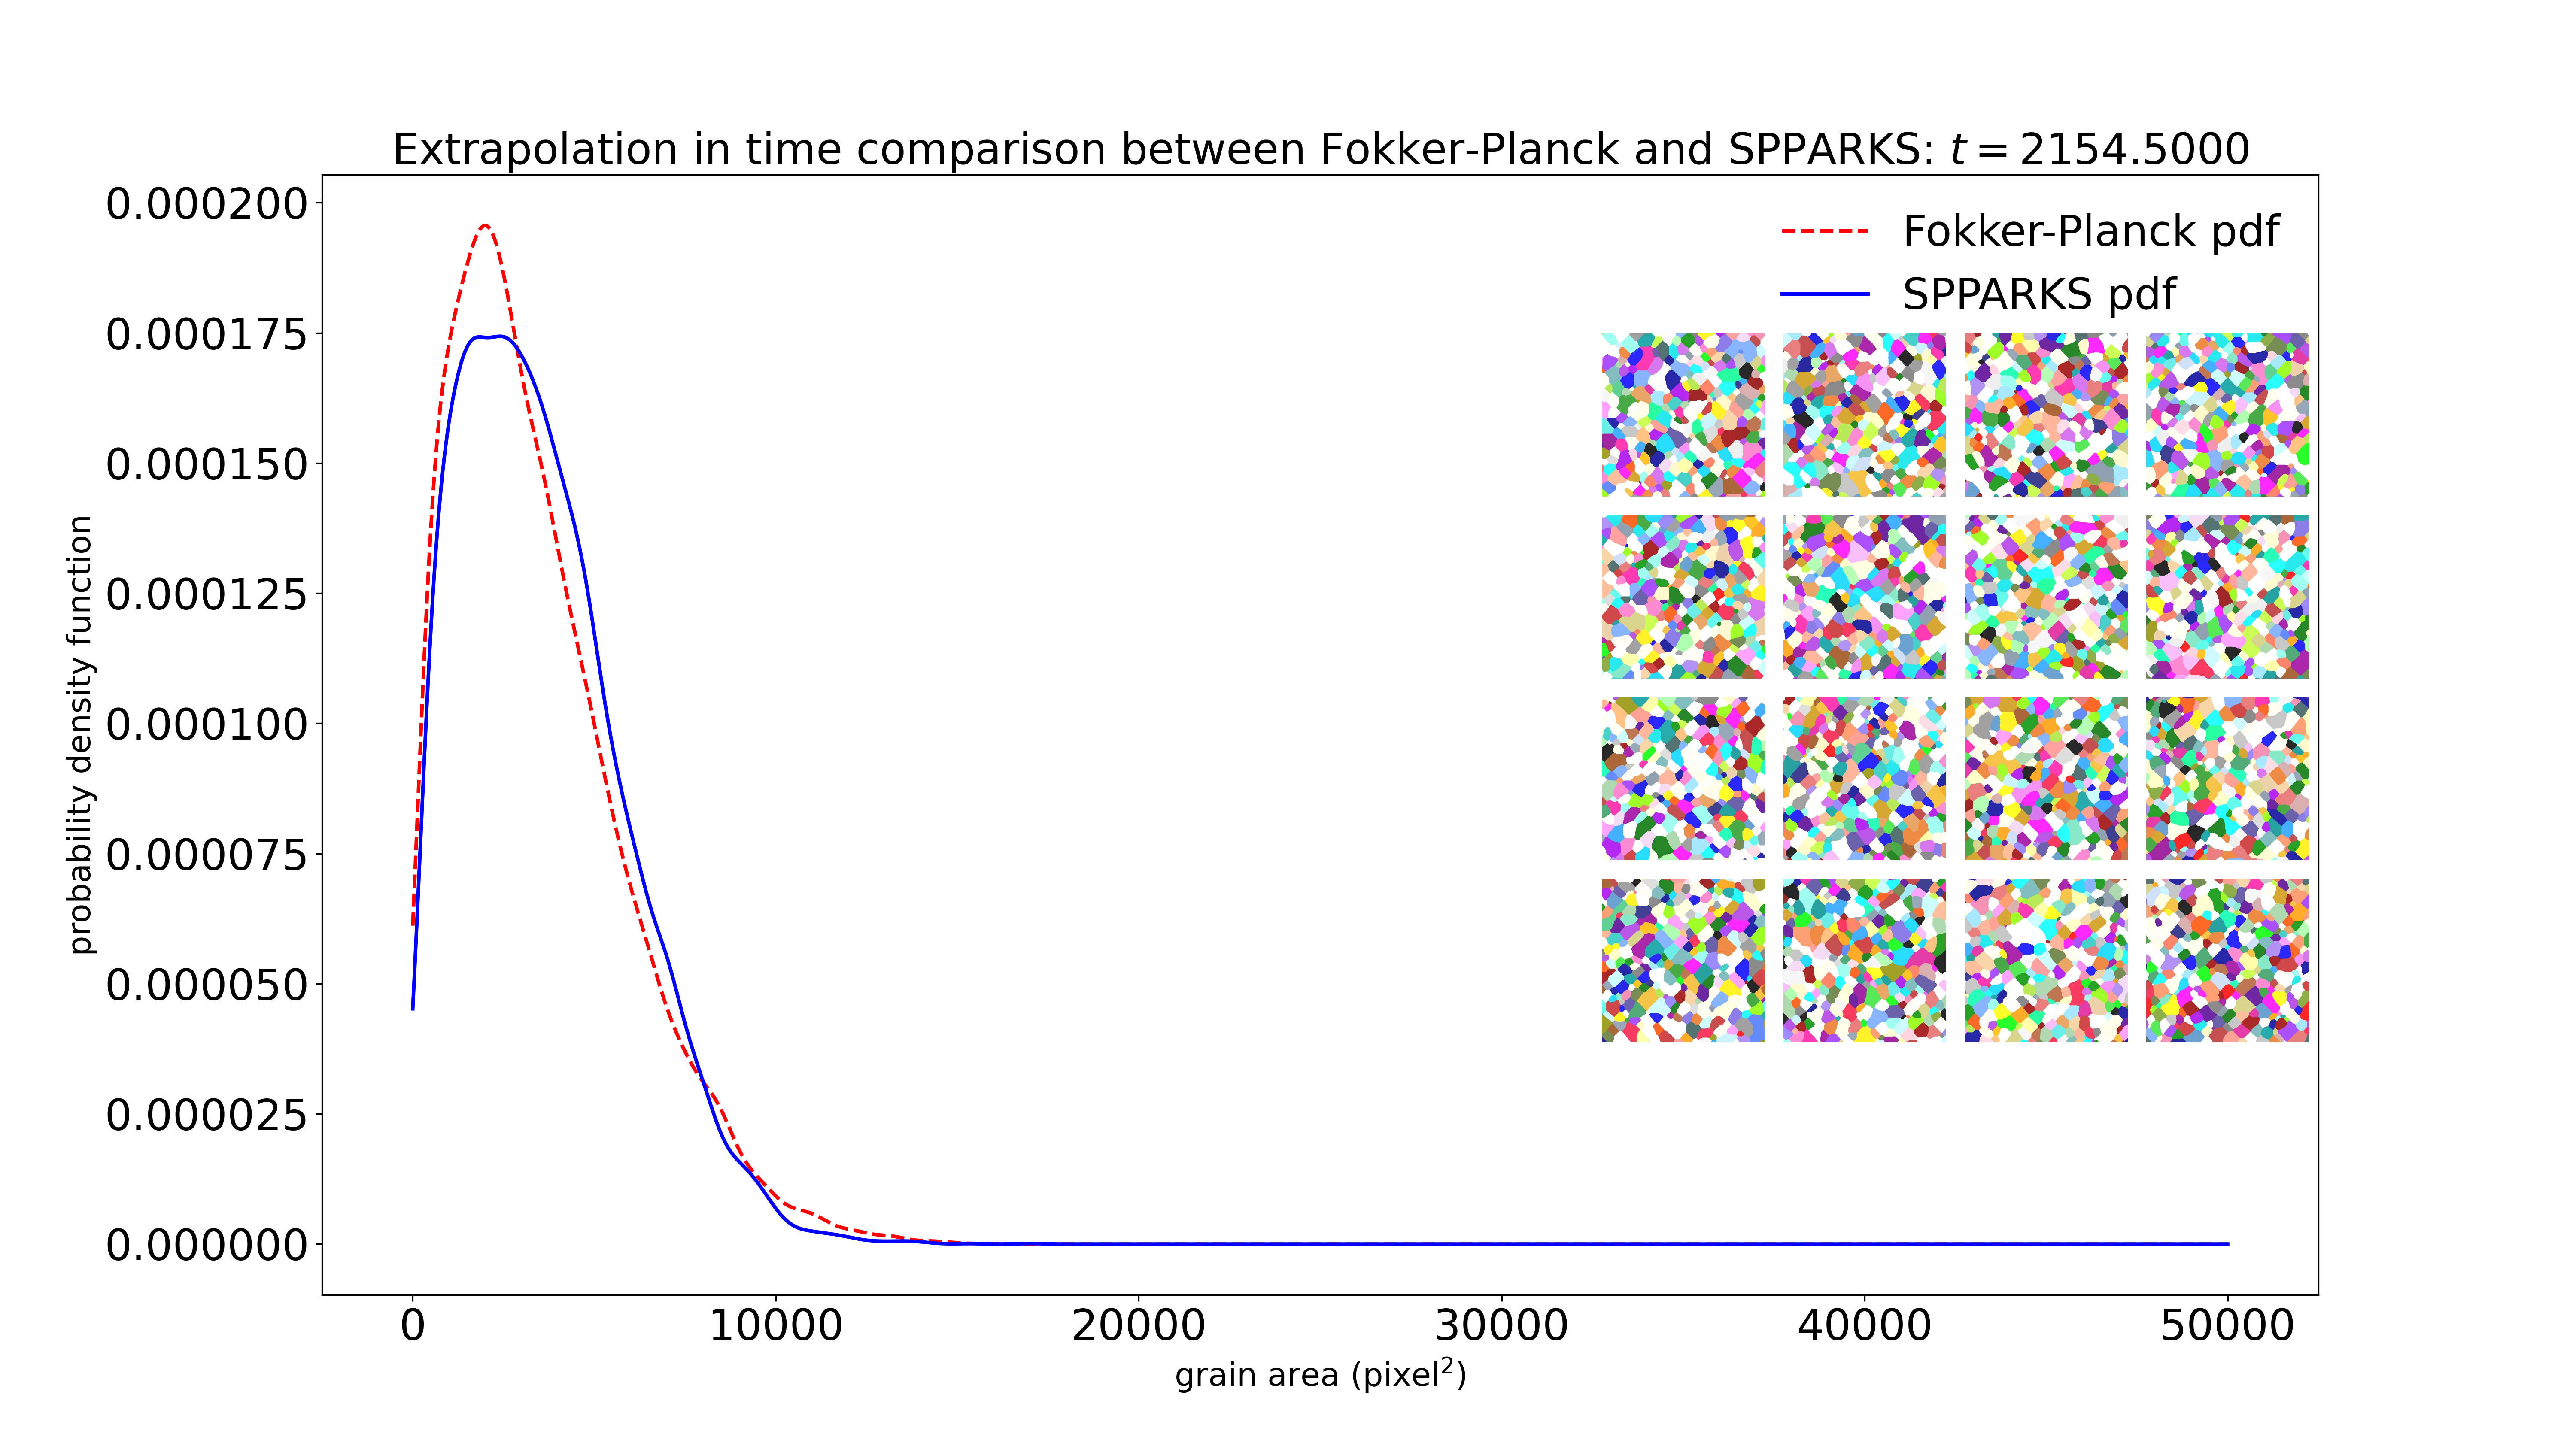 Extrapolation in time comparison between Fokker-Planck and SPPARKS: t = 2154.5000
Fokker-Planck pdf
SPPARKS pdf
probability density function
0.000200
0.000175
0.000150
0.000125
0.000100
0.000075
0.000050
0.000025
0.000000
0 10000 20000 30000 40000 50000
grain area (pixel²)